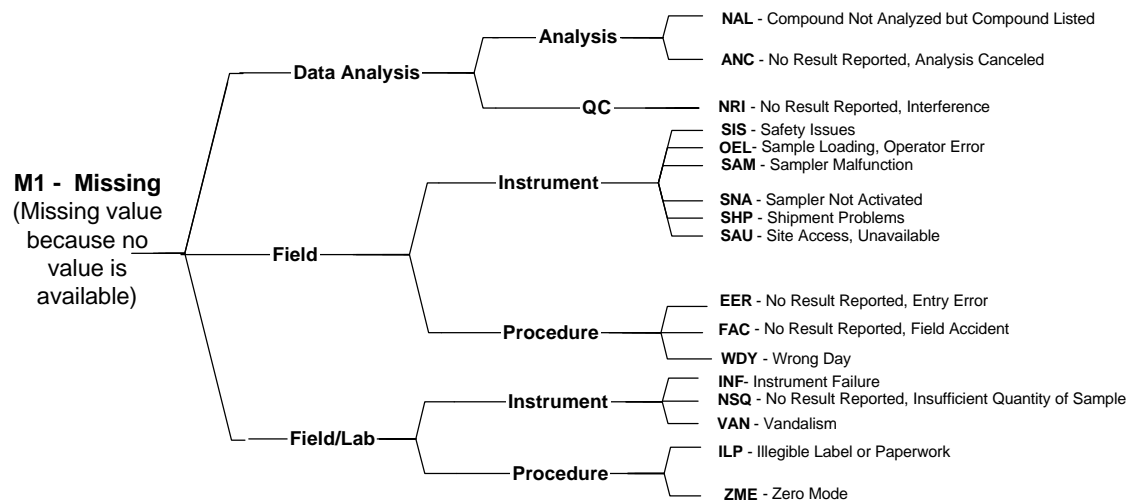 M1 - Missing
(Missing value
because no
value is
available)
Data Analysis
Analysis
NAL - Compound Not Analyzed but Compound Listed
ANC - No Result Reported, Analysis Canceled
QC
NRI - No Result Reported, Interference
Field
Instrument
SIS - Safety Issues
OEL- Sample Loading, Operator Error
SAM - Sampler Malfunction
SNA - Sampler Not Activated
SHP - Shipment Problems
SAU - Site Access, Unavailable
Procedure
EER - No Result Reported, Entry Error
FAC - No Result Reported, Field Accident
WDY - Wrong Day
Field/Lab
Instrument
INF- Instrument Failure
NSQ - No Result Reported, Insufficient Quantity of Sample
VAN - Vandalism
Procedure
ILP - Illegible Label or Paperwork
ZME - Zero Mode